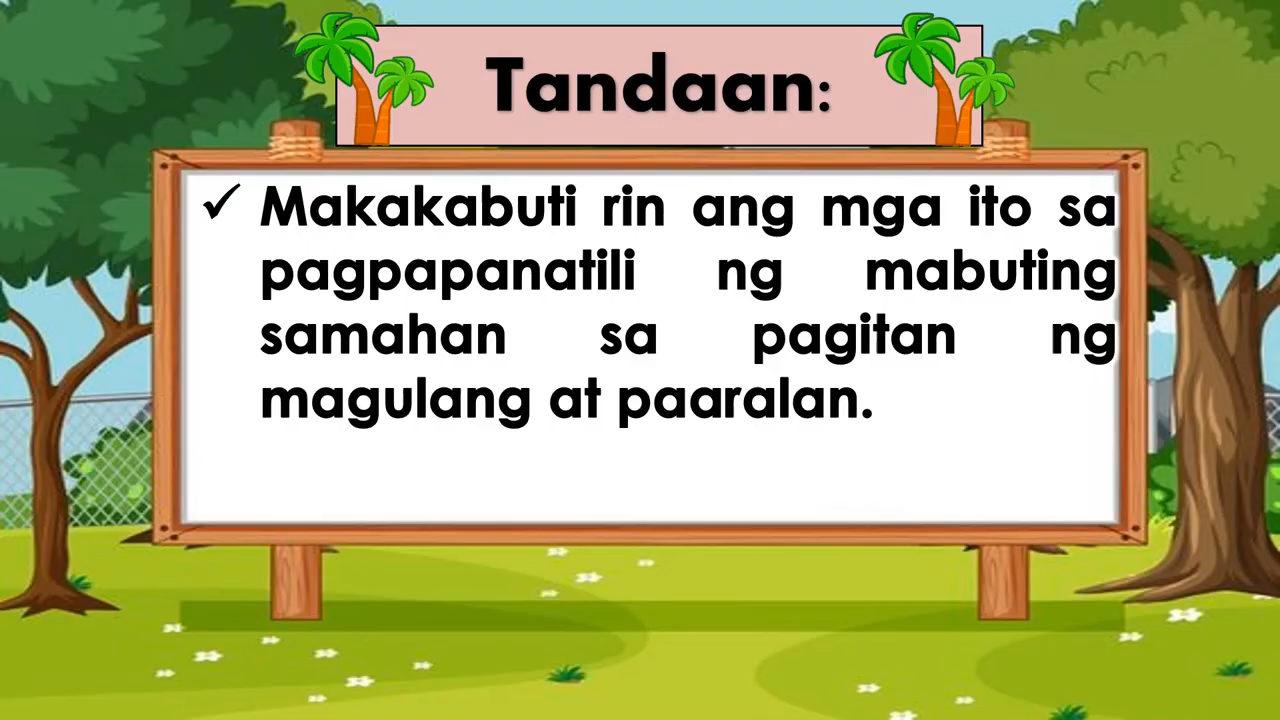 Tandaan:
✓ Makakabuti rin ang mga ito sa
pagpapanatili ng mabuting
samahan sa pagitan ng
magulang at paaralan.